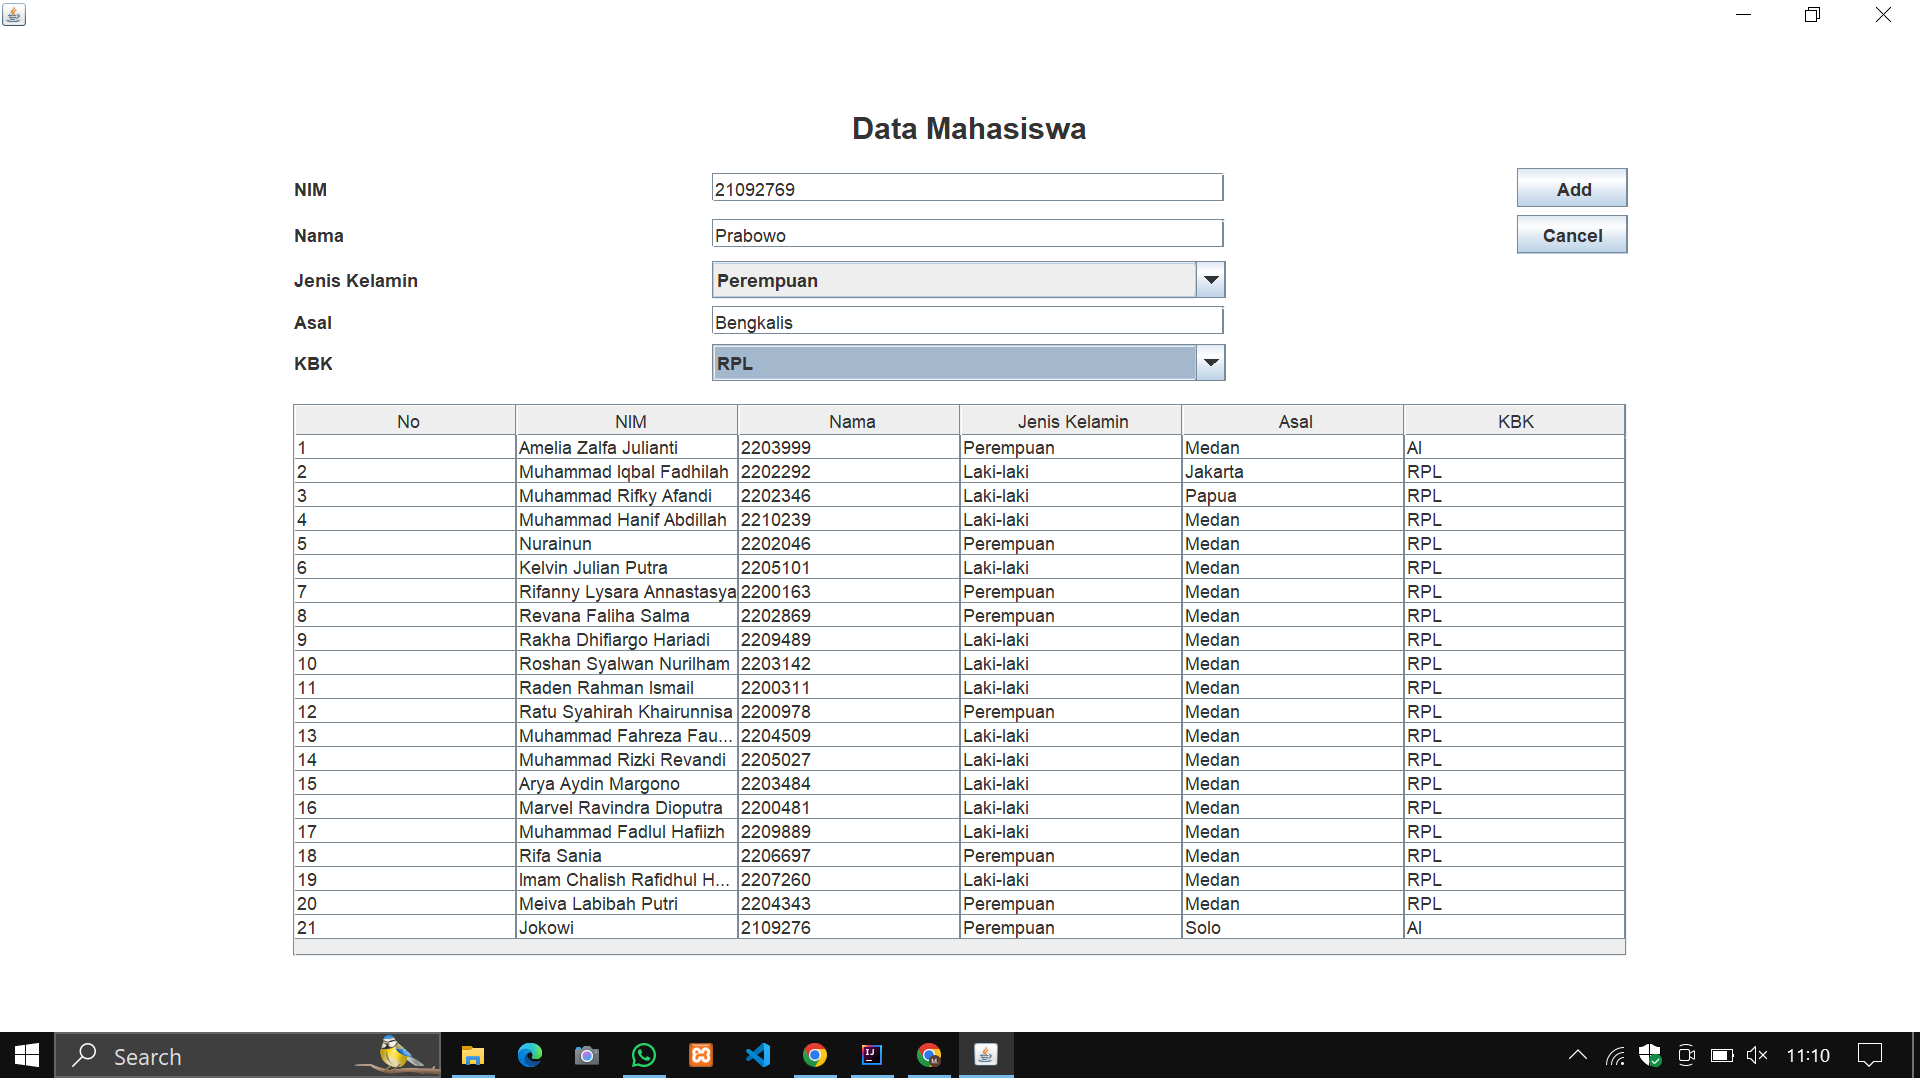 Data Mahasiswa
NIM 21092769 Add
Nama Prabowo Cancel
Jenis Kelamin Perempuan
Asal Bengkalis
KBK RPL
No NIM Nama Jenis Kelamin Asal KBK
1 Amelia Zalfa Julianti 2203999 Perempuan Medan AI
2 Muhammad Iqbal Fadhilah 2202292 Laki-laki Jakarta RPL
3 Muhammad Rifky Afandi 2202346 Laki-laki Papua RPL
4 Muhammad Hanif Abdillah 2210239 Laki-laki Medan RPL
5 Nurainun 2202046 Perempuan Medan RPL
6 Kelvin Julian Putra 2205101 Laki-laki Medan RPL
7 Rifanny Lysara Annastasya 2200163 Perempuan Medan RPL
8 Revana Faliha Salma 2202869 Perempuan Medan RPL
9 Rakha Dhifiargo Hariadi 2209489 Laki-laki Medan RPL
10 Roshan Syalwan Nurilham 2203142 Laki-laki Medan RPL
11 Raden Rahman Ismail 2200311 Laki-laki Medan RPL
12 Ratu Syahirah Khairunnisa 2200978 Perempuan Medan RPL
13 Muhammad Fahreza Fau... 2204509 Laki-laki Medan RPL
14 Muhammad Rizki Revandi 2205027 Laki-laki Medan RPL
15 Arya Aydin Margono 2203484 Laki-laki Medan RPL
16 Marvel Ravindra Dioputra 2200481 Laki-laki Medan RPL
17 Muhammad Fadlul Hafiizh 2209889 Laki-laki Medan RPL
18 Rifa Sania 2206697 Perempuan Medan RPL
19 Imam Chalish Rafidhul H... 2207260 Laki-laki Medan RPL
20 Meiva Labibah Putri 2204343 Perempuan Medan RPL
21 Jokowi 2109276 Perempuan Solo AI
Search 11:10